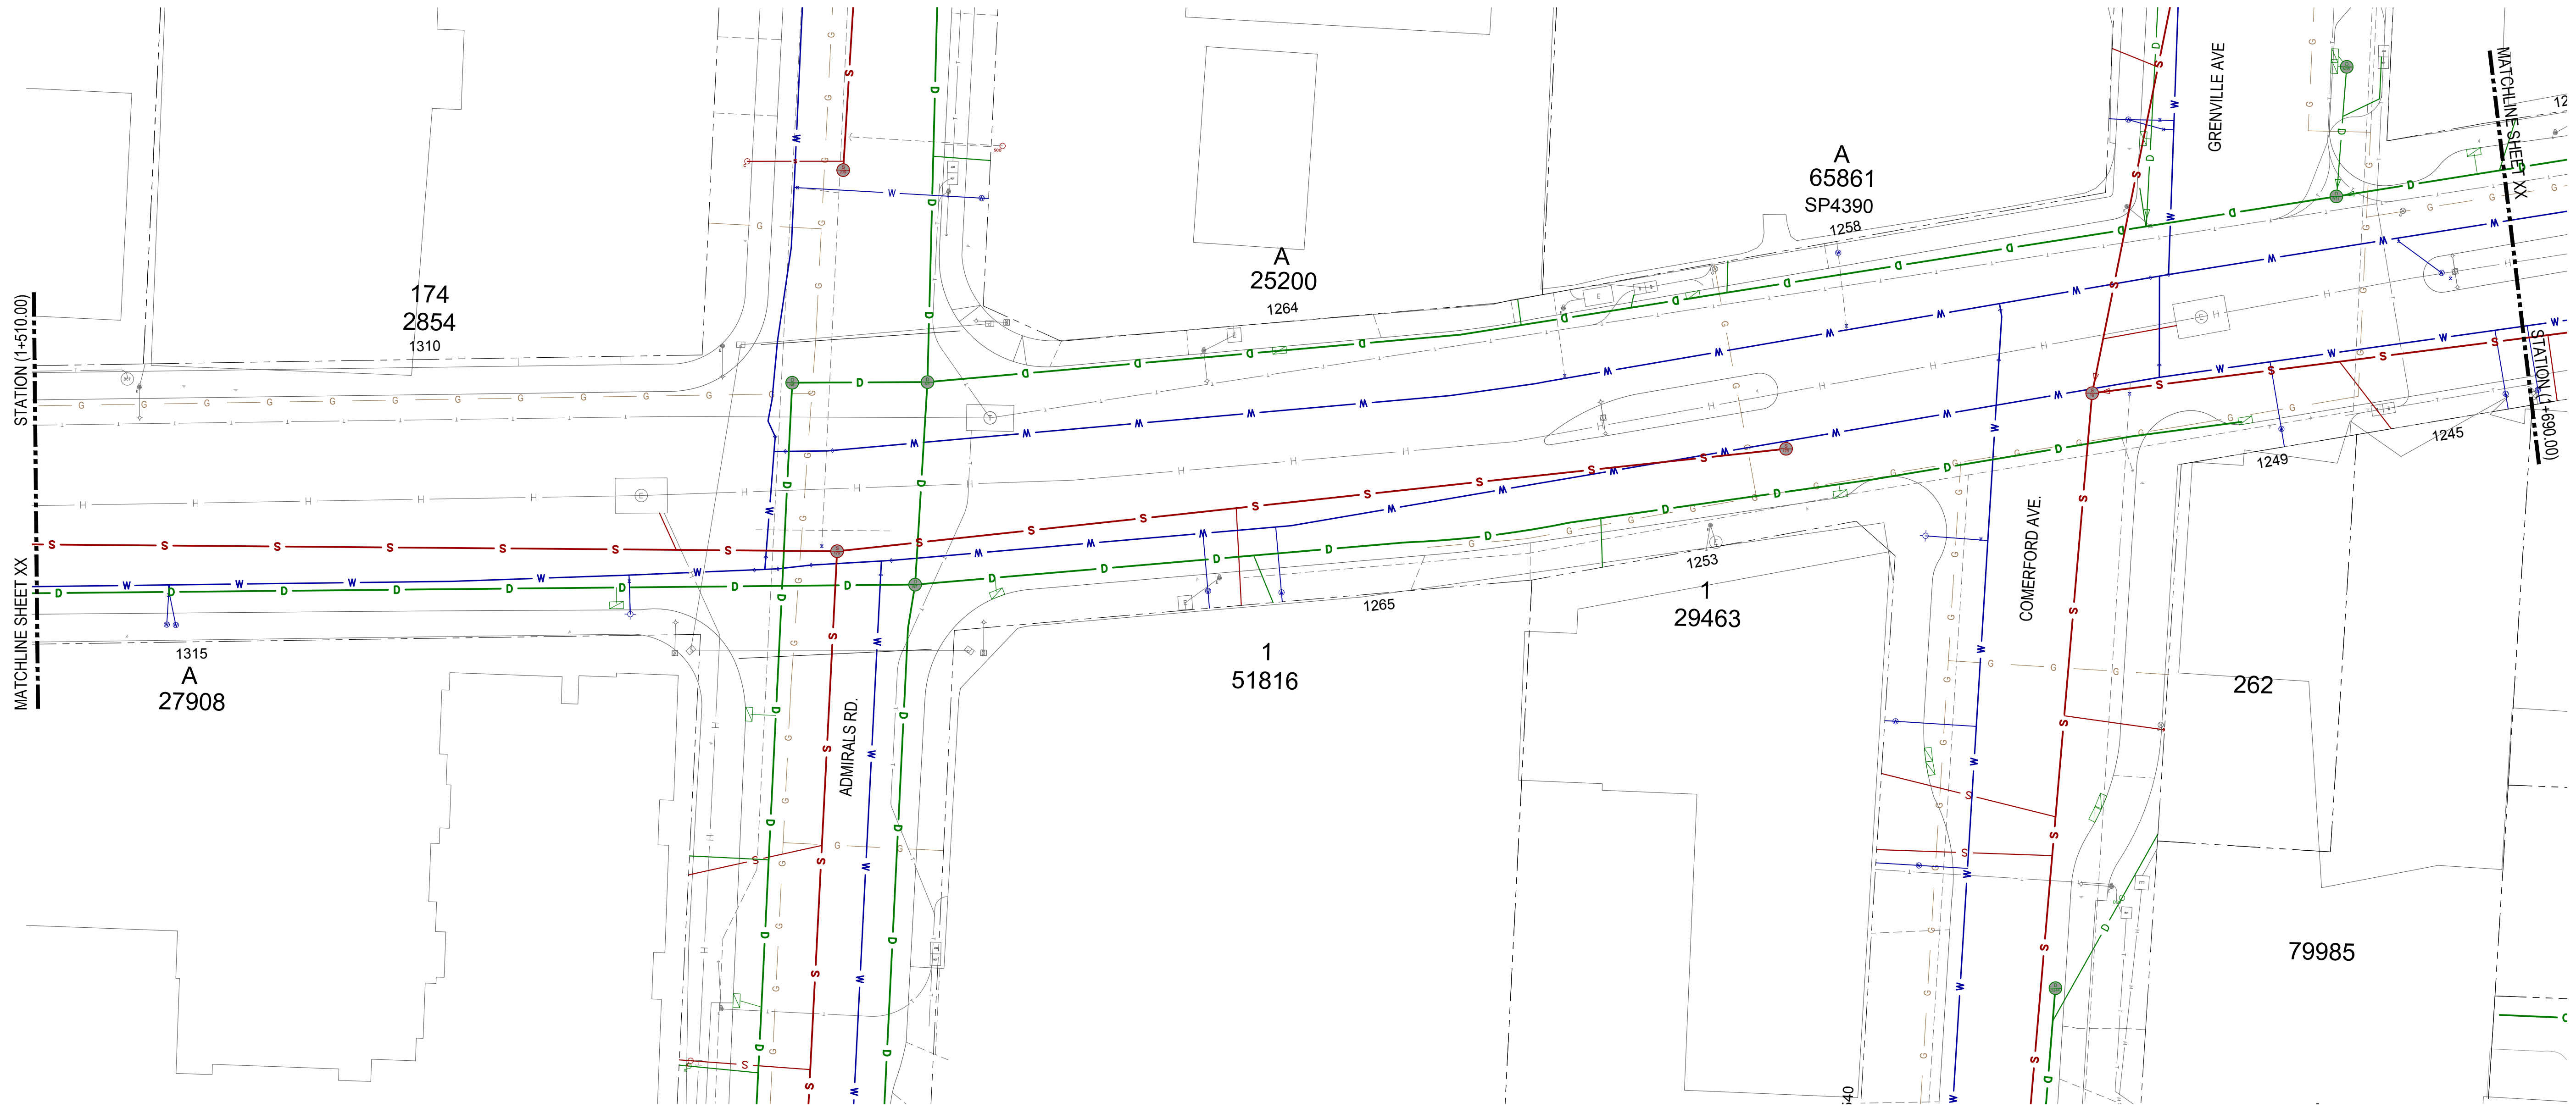 STATION (1+510.00)
MATCHLINE SHEET XX
174
2854
1310
A
25200
1264
A
65861
SP4390
1258
GRENVILLE AVE
MATCHLINE SHEET XX
STATION (1+690.00)
1315
A
27908
ADMIRALS RD.
1265
1
51816
1253
1
29463
COMERFORD AVE.
1249
1245
262
79985